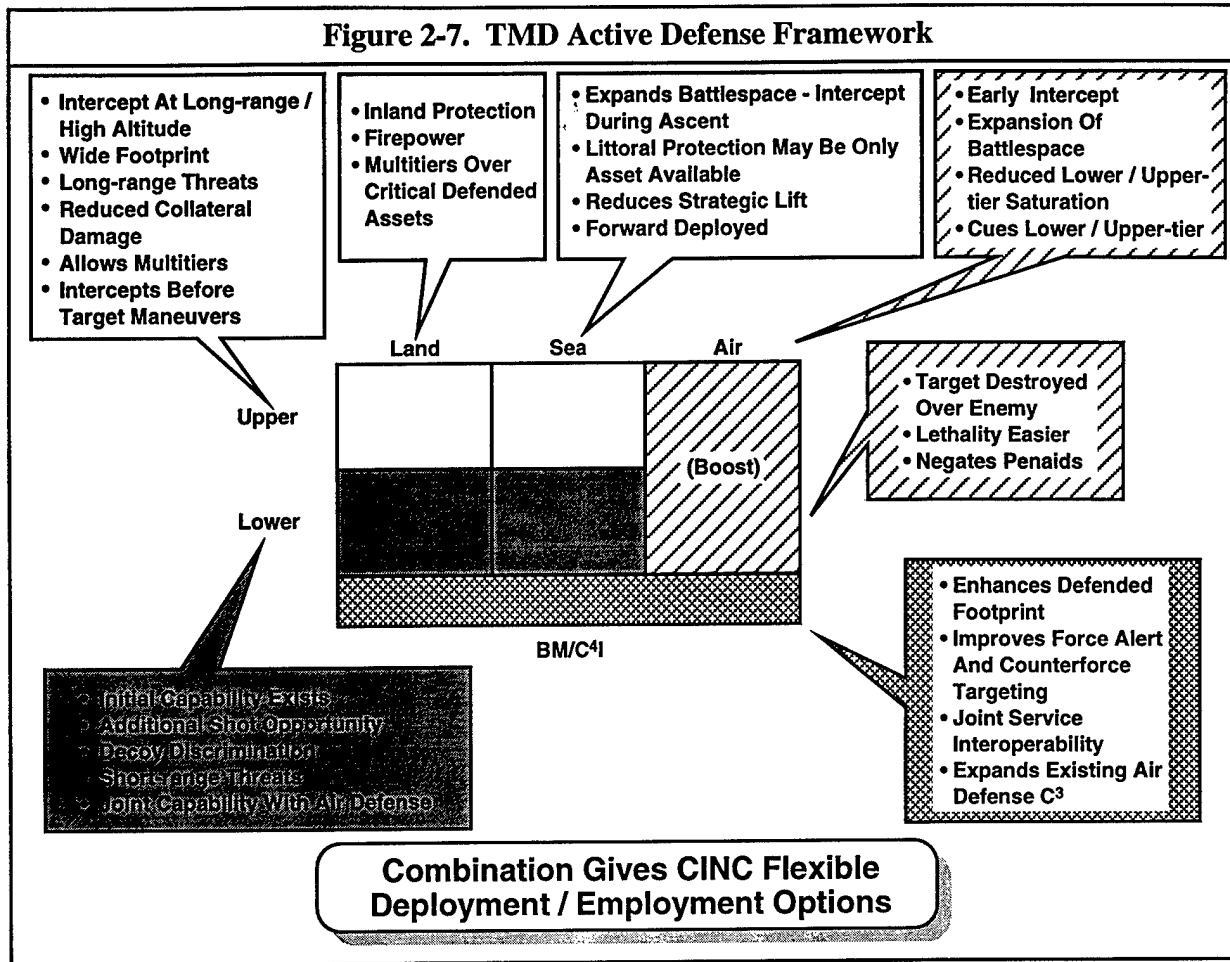 Figure 2-7. TMD Active Defense Framework
• Intercept At Long-range /
High Altitude
• Wide Footprint
• Long-range Threats
• Reduced Collateral
Damage
• Allows Multitiers
• Intercepts Before
Target Maneuvers
• Inland Protection
• Firepower
• Multitiers Over
Critical Defended
Assets
• Expands Battlespace - Intercept
During Ascent
• Littoral Protection May Be Only
Asset Available
• Reduces Strategic Lift
• Forward Deployed
• Early Intercept
• Expansion Of
Battlespace
• Reduced Lower / Upper-
tier Saturation
• Cues Lower / Upper-tier
Land Sea Air
Upper
(Boost)
Lower
BM/C⁴I
• Target Destroyed
Over Enemy
• Lethality Easier
• Negates Penaids
• Initial Capability Exists
• Additional Shot Opportunity
• Decoy Discrimination
• Short-range Threats
• Joint Capability With Air Defense
• Enhances Defended
Footprint
• Improves Force Alert
And Counterforce
Targeting
• Joint Service
Interoperability
• Expands Existing Air
Defense C³
Combination Gives CINC Flexible
Deployment / Employment Options